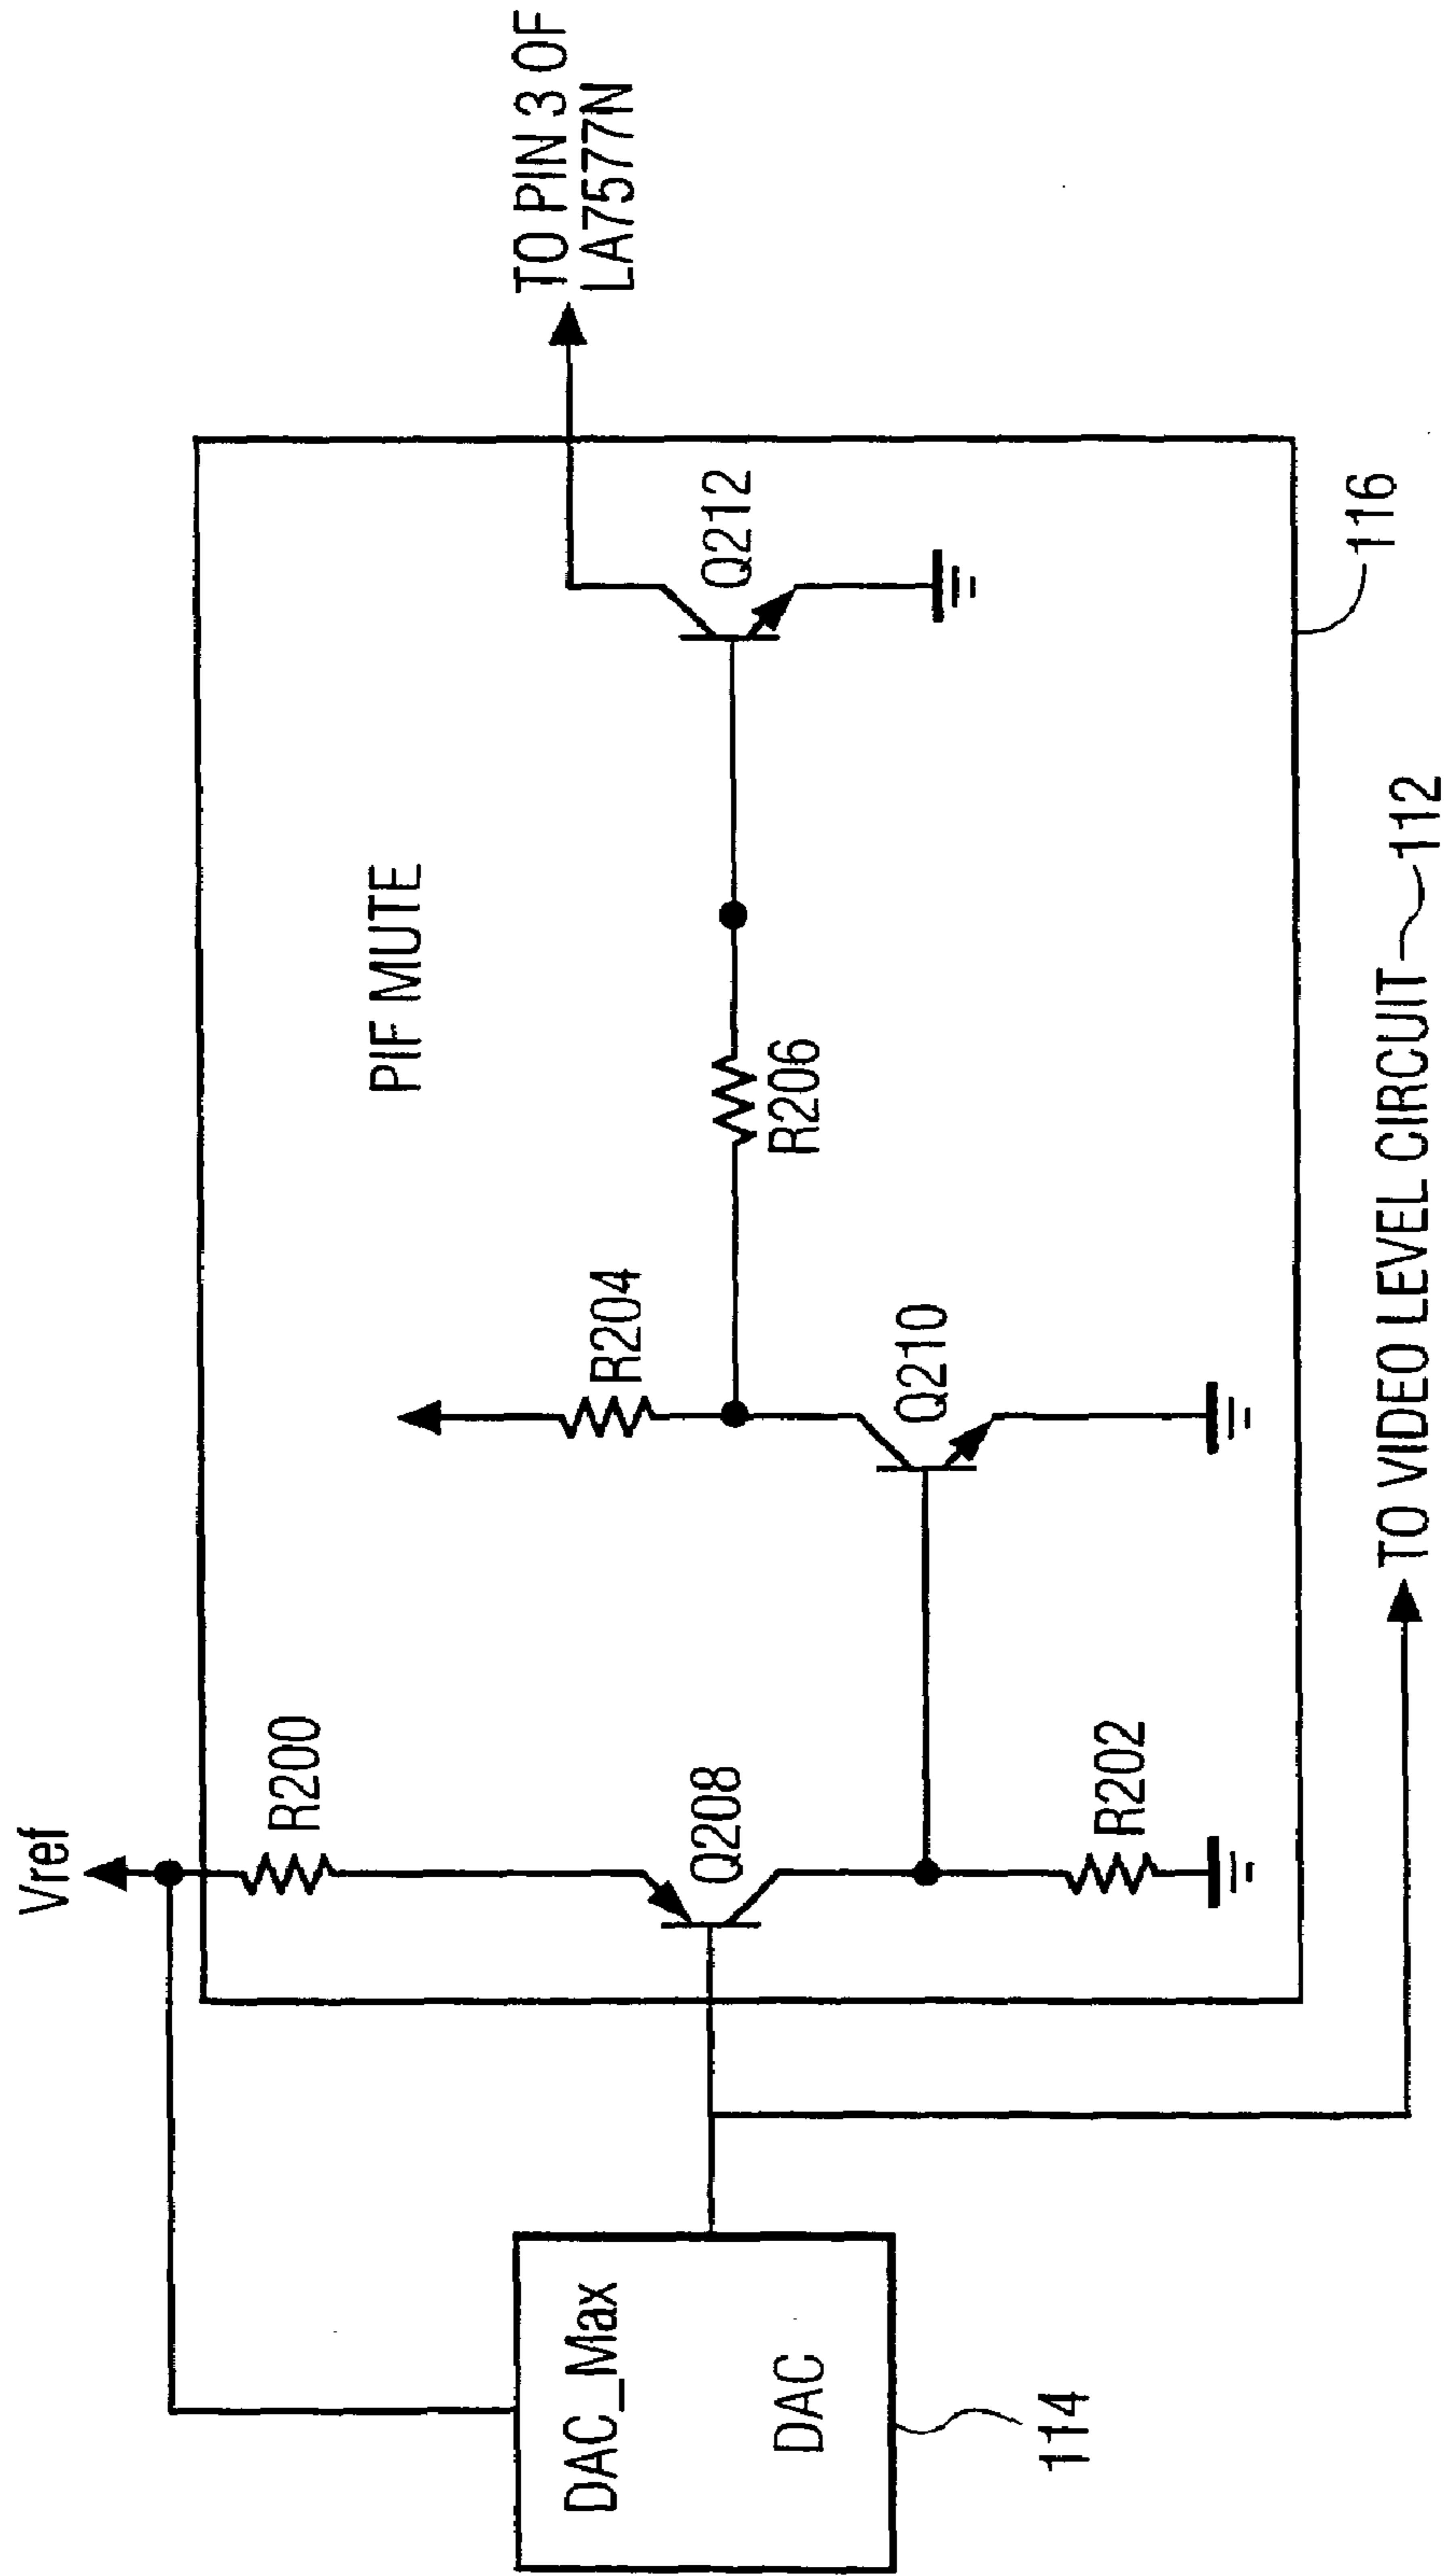 Vref
R200
DAC_Max
DAC
114
Q208
R202
PIF MUTE
R204
Q210
R206
Q212
TO PIN 3 OF
LA7577N
116
TO VIDEO LEVEL CIRCUIT 112